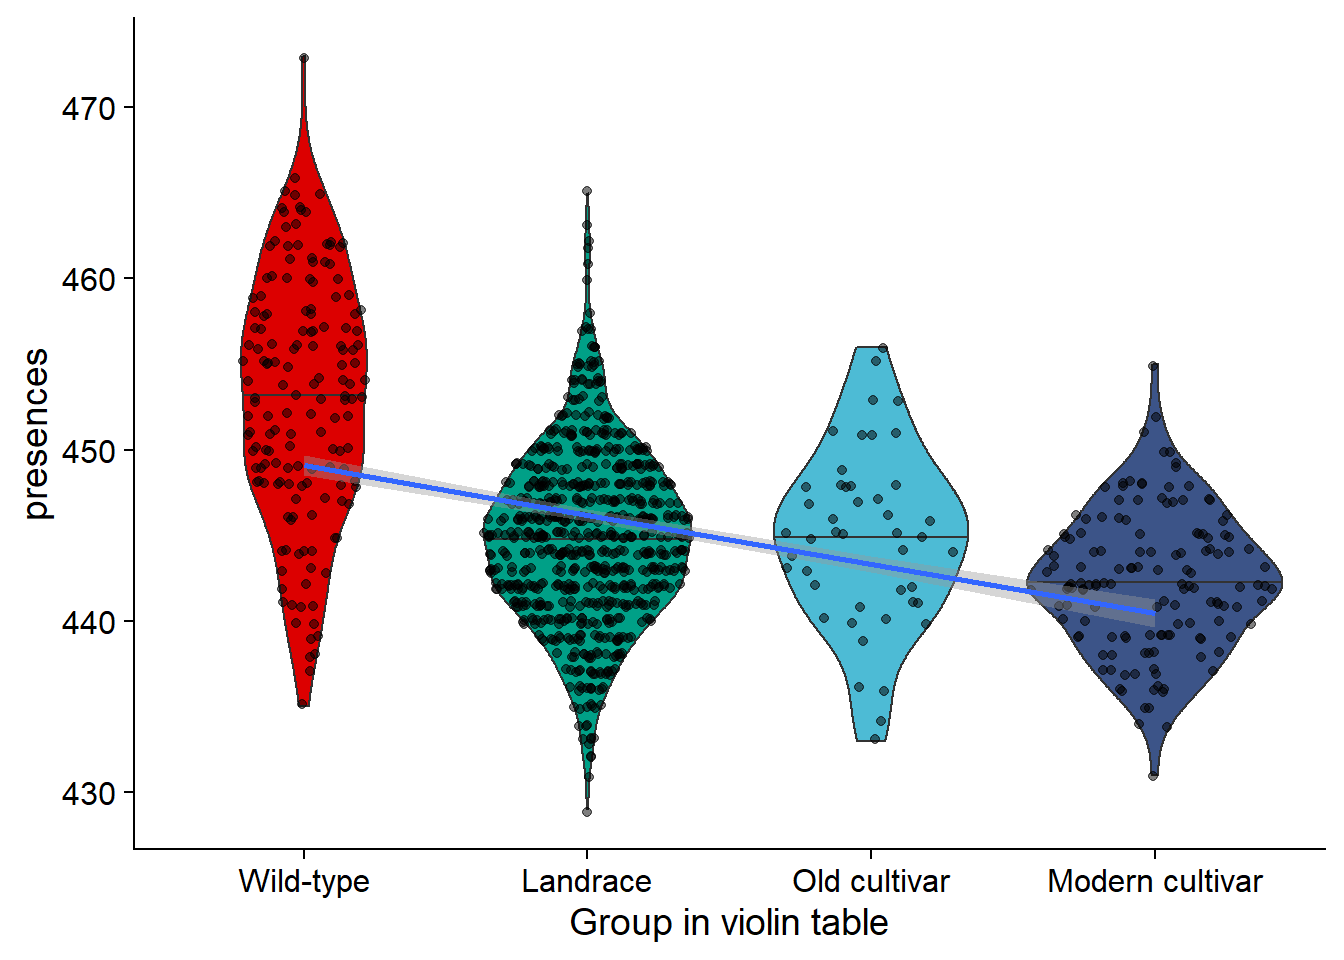 presences
470
460
450
440
430
Wild-type Landrace Old cultivar Modern cultivar
Group in violin table